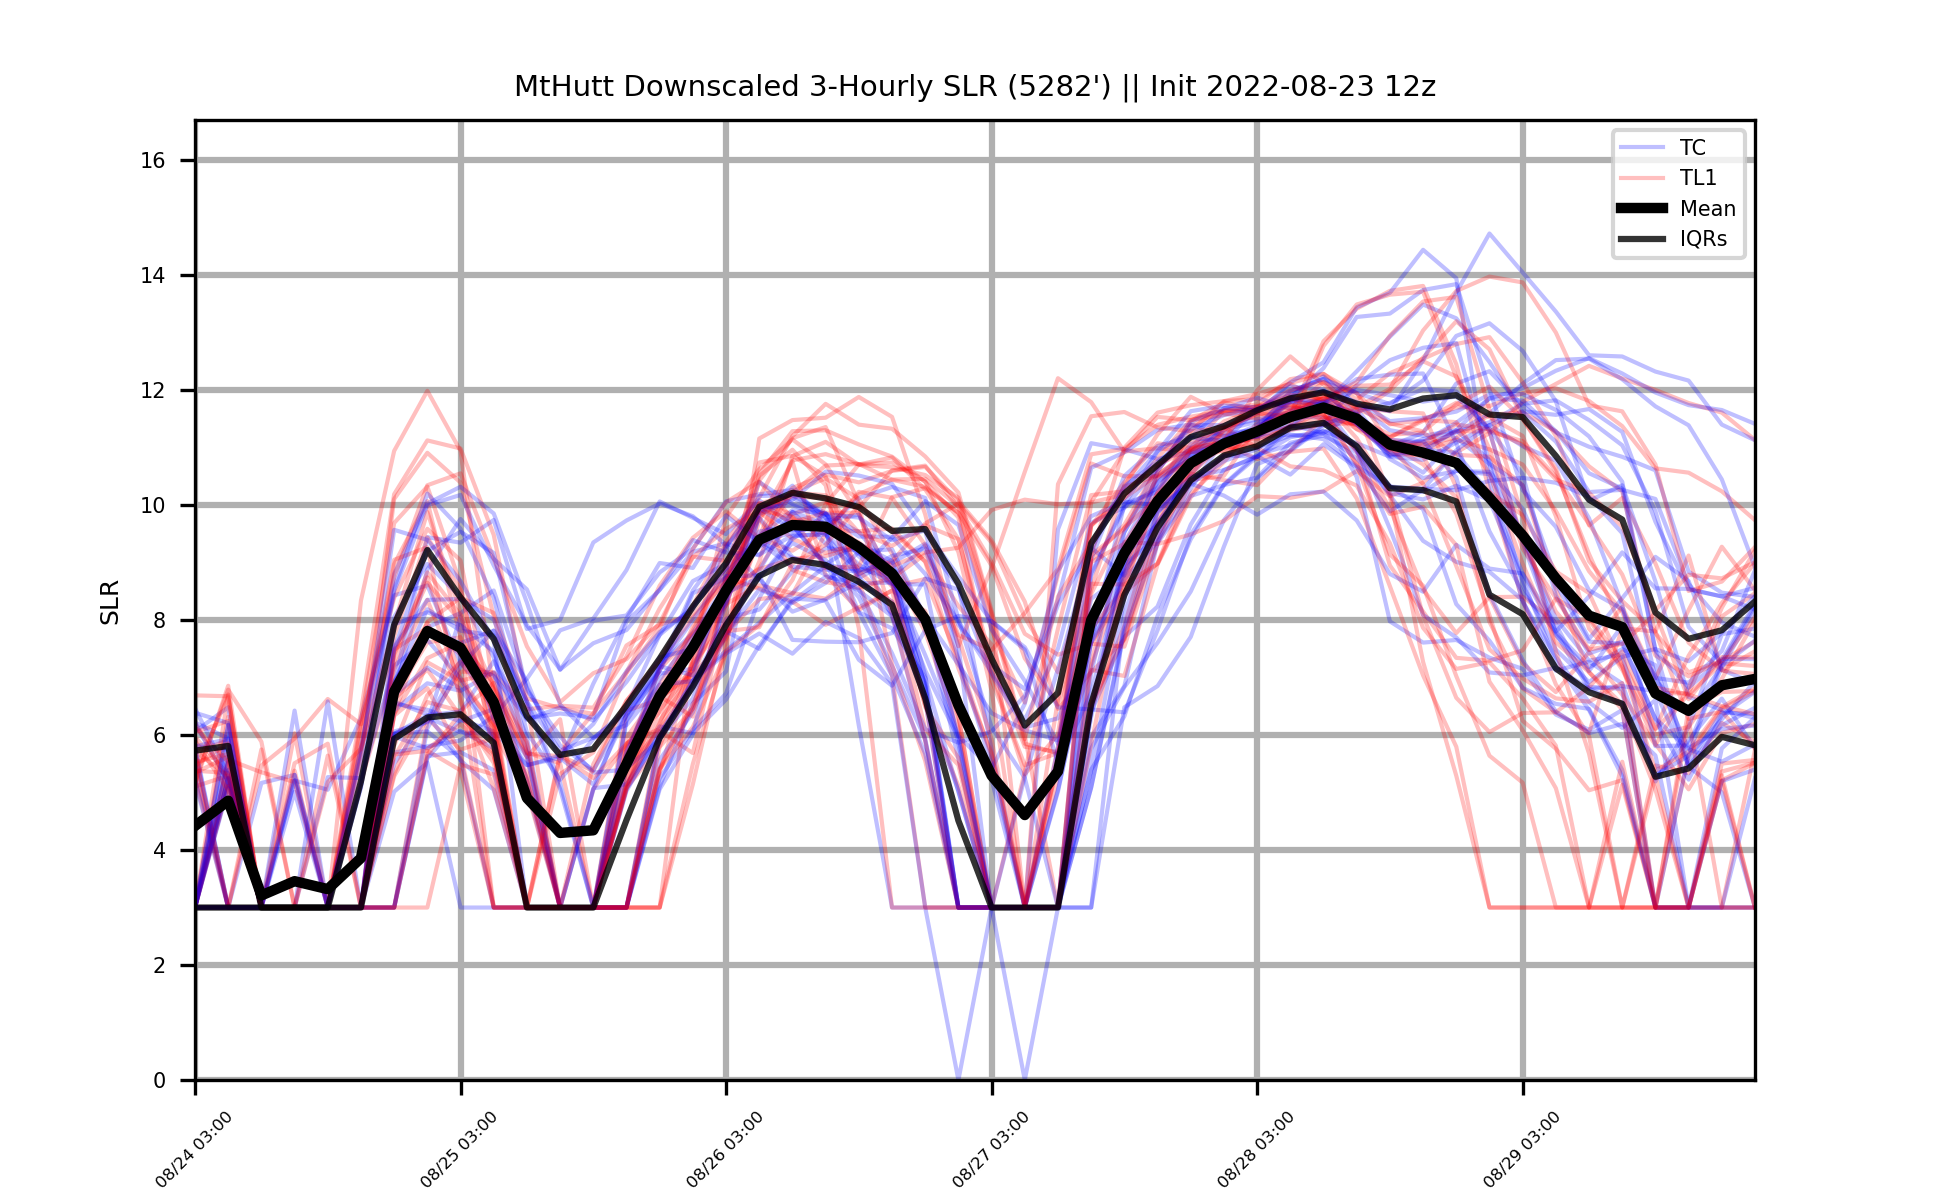 MtHutt Downscaled 3-Hourly SLR (5282') || Init 2022-08-23 12z
TC
TL1
Mean
IQRs
SLR
16
14
12
10
8
6
4
2
0
08/24 03:00
08/25 03:00
08/26 03:00
08/27 03:00
08/28 03:00
08/29 03:00